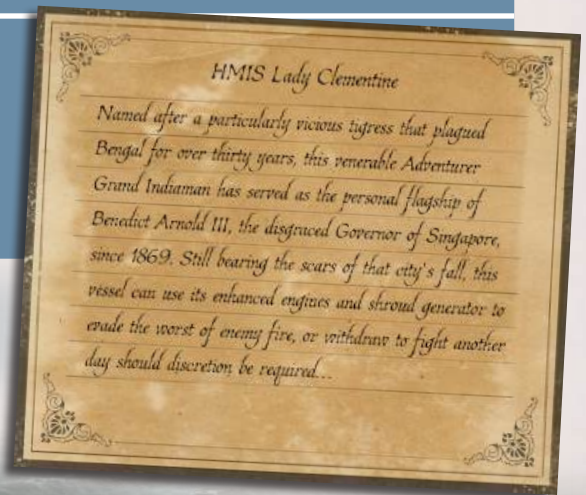 HMIS Lady Clementine
Named after a particularly vicious tigress that plagued
Bengal for over thirty years, this venerable Adventurer
Grand Indiaman has served as the personal flagship of
Benedict Arnold III, the disgraced Governor of Singapore,
since 1869. Still bearing the scars of that city's fall, this
vessel can use its enhanced engines and shroud generator to
evade the worst of enemy fire, or withdraw to fight another
day should discretion be required...